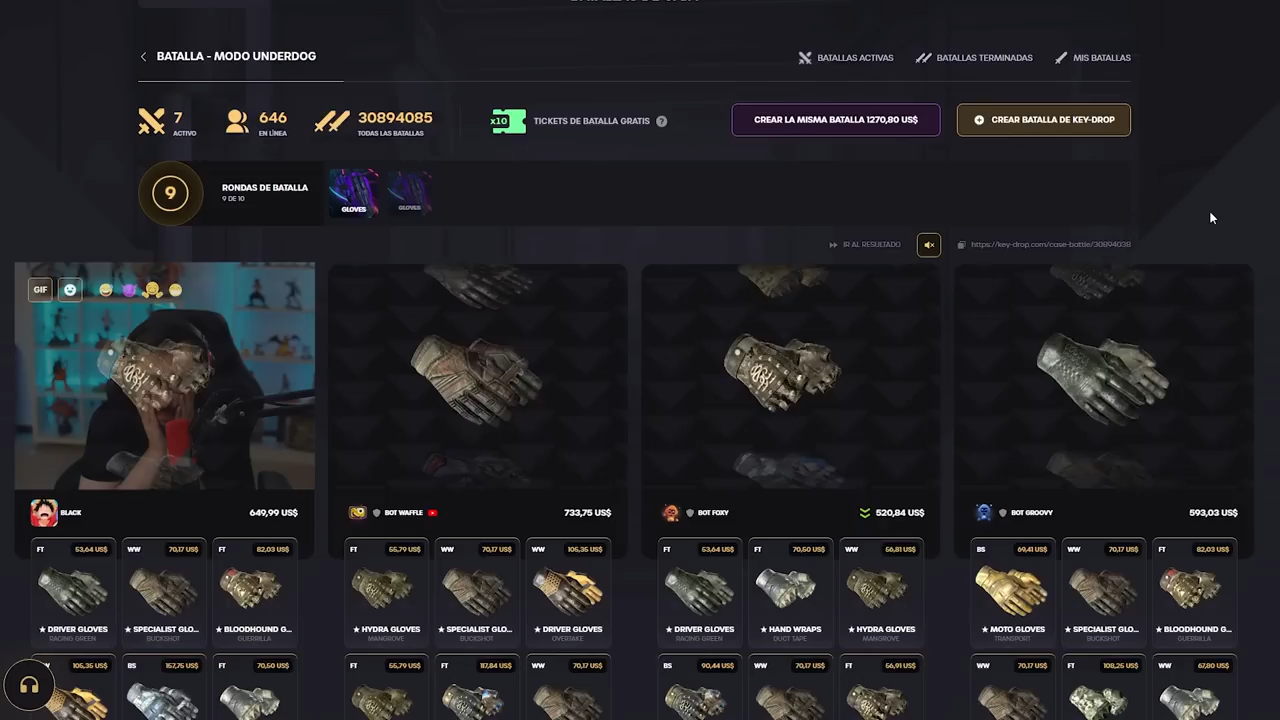 BATALLA - MODO UNDERDOG
BATALLAS ACTIVAS
BATALLAS TERMINADAS
MIS BATALLAS
7
ACTIVO
646
EN LÍNEA
30894085
TODAS LAS BATALLAS
x10
TICKETS DE BATALLA GRATIS
?
CREAR LA MISMA BATALLA 1270,80 US$
CREAR BATALLA DE KEY-DROP
9
RONDAS DE BATALLA
9 DE 10
GLOVES
GLOVES
IR AL RESULTADO
https://key-drop.com/case-battle/30894038
GIF
BLACK
649,99 US$
BOT WAFFLE
733,75 US$
BOT FOXY
520,84 US$
BOT GROOVY
593,03 US$
FT 53,64 US$
WW 70,17 US$
FT 82,03 US$
FT 55,79 US$
WW 70,17 US$
WW 105,35 US$
FT 53,64 US$
FT 70,50 US$
WW 56,81 US$
BS 69,41 US$
WW 70,17 US$
FT 82,03 US$
★ DRIVER GLOVES
RACING GREEN
★ SPECIALIST GLO...
BUCKSHOT
★ BLOODHOUND G...
GUERRILLA
★ HYDRA GLOVES
MANGROVE
★ SPECIALIST GLO...
BUCKSHOT
★ DRIVER GLOVES
OVERTAKE
★ DRIVER GLOVES
RACING GREEN
★ HAND WRAPS
DUCT TAPE
★ HYDRA GLOVES
MANGROVE
★ MOTO GLOVES
TRANSPORT
★ SPECIALIST GLO...
BUCKSHOT
★ BLOODHOUND G...
GUERRILLA
105,35 US$
BS 157,75 US$
FT 70,50 US$
FT 55,79 US$
FT 117,84 US$
WW 70,17 US$
BS 90,44 US$
WW 70,17 US$
FT 56,91 US$
WW 70,17 US$
FT 108,25 US$
WW 67,80 US$